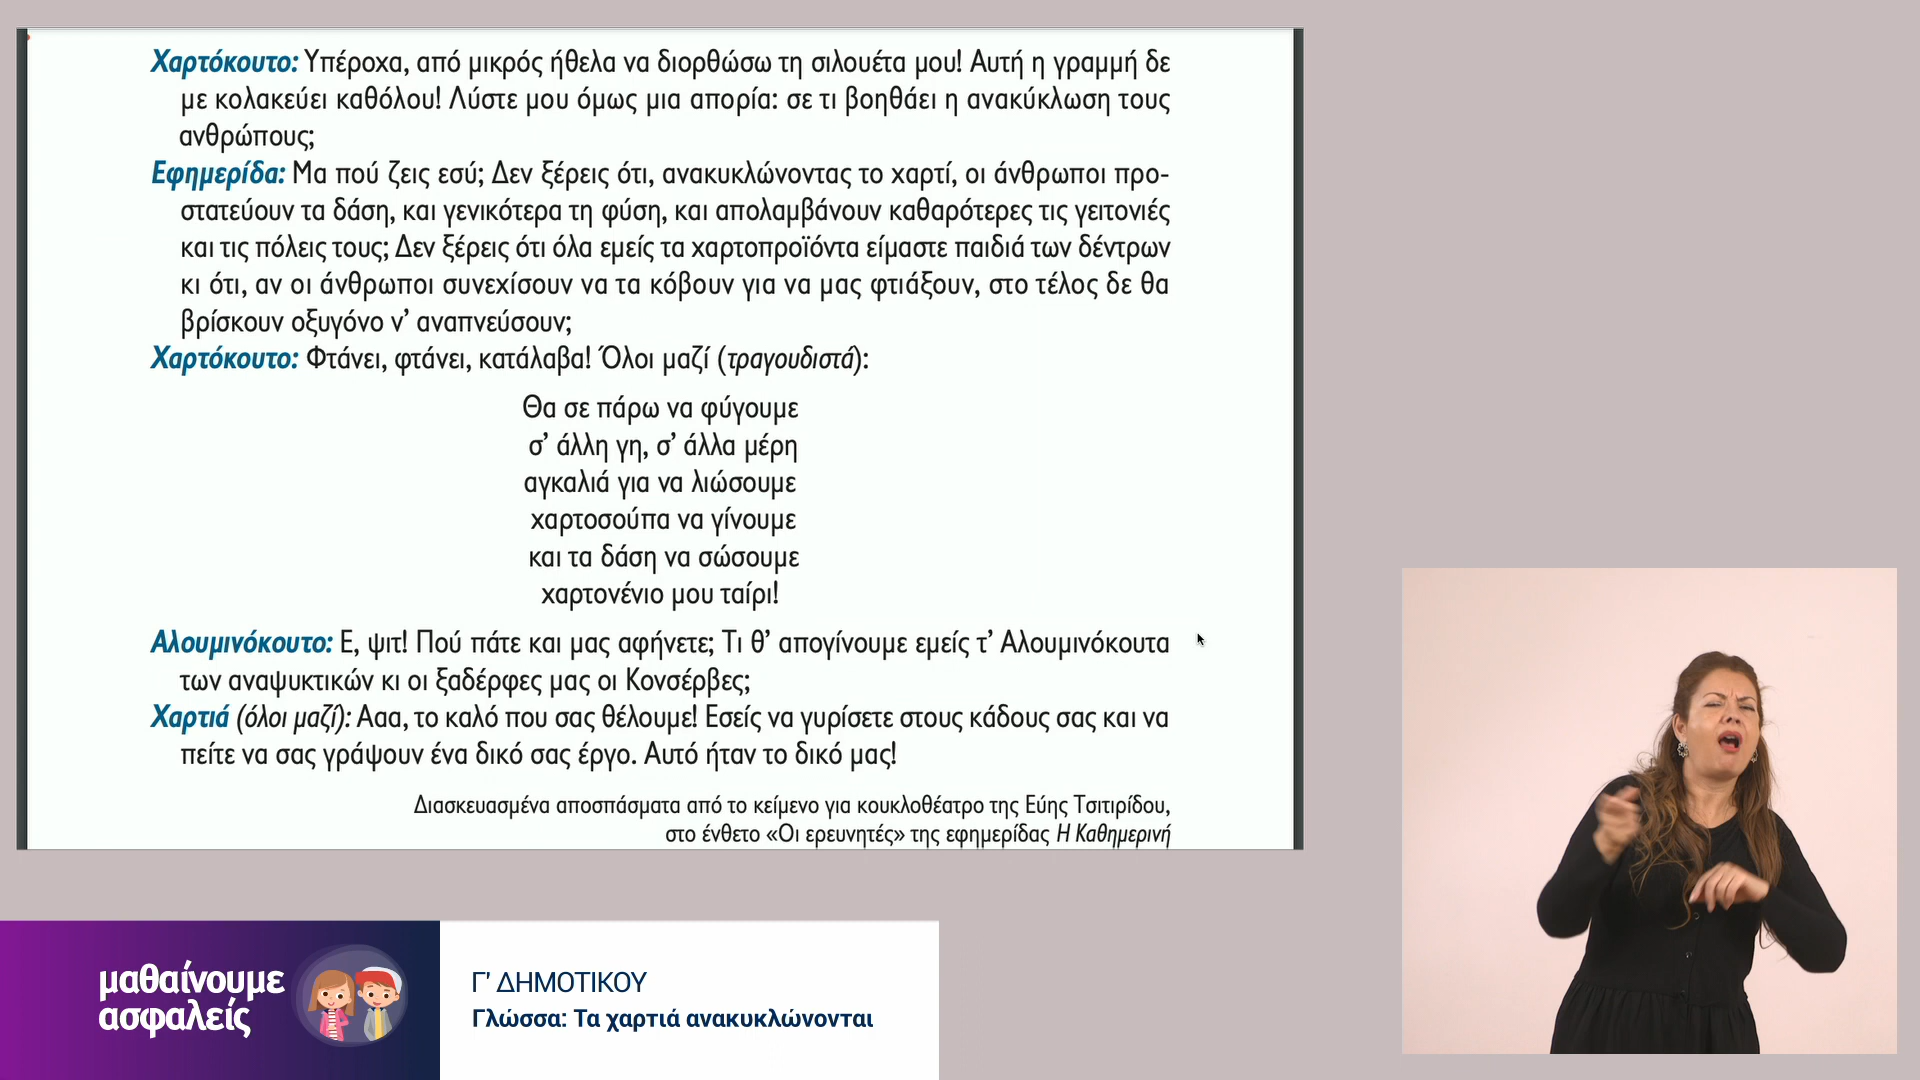 Χαρτόκουτο: Υπέροχα, από μικρός ήθελα να διορθώσω τη σιλουέτα μου! Αυτή η γραμμή δε
με κολακεύει καθόλου! Λύστε μου όμως μια απορία: σε τι βοηθάει η ανακύκλωση τους
ανθρώπους;
Εφημερίδα: Μα πού ζεις εσύ; Δεν ξέρεις ότι, ανακυκλώνοντας το χαρτί, οι άνθρωποι προ-
στατεύουν τα δάση, και γενικότερα τη φύση, και απολαμβάνουν καθαρότερες τις γειτονιές
και τις πόλεις τους; Δεν ξέρεις ότι όλα εμείς τα χαρτοπροϊόντα είμαστε παιδιά των δέντρων
κι ότι, αν οι άνθρωποι συνεχίσουν να τα κόβουν για να μας φτιάξουν, στο τέλος δε θα
βρίσκουν οξυγόνο ν' αναπνεύσουν;
Χαρτόκουτο: Φτάνει, φτάνει, κατάλαβα! Όλοι μαζί (τραγουδιστά):
Θα σε πάρω να φύγουμε
σ' άλλη γη, σ' άλλα μέρη
αγκαλιά για να λιώσουμε
χαρτοσούπα να γίνουμε
και τα δάση να σώσουμε
χαρτονένιο μου ταίρι!
Αλουμινόκουτο: Ε, ψιτ! Πού πάτε και μας αφήνετε; Τι θ' απογίνουμε εμείς τ' Αλουμινόκουτα
των αναψυκτικών κι οι ξαδέρφες μας οι Κονσέρβες;
Χαρτιά (όλοι μαζί): Ααα, το καλό που σας θέλουμε! Εσείς να γυρίσετε στους κάδους σας και να
πείτε να σας γράψουν ένα δικό σας έργο. Αυτό ήταν το δικό μας!
Διασκευασμένα αποσπάσματα από το κείμενο για κουκλοθέατρο της Εύης Τσιτιρίδου,
στο ένθετο «Οι ερευνητές» της εφημερίδας Η Καθημερινή
μαθαίνουμε
ασφαλείς
Γ' ΔΗΜΟΤΙΚΟΥ
Γλώσσα: Τα χαρτιά ανακυκλώνονται